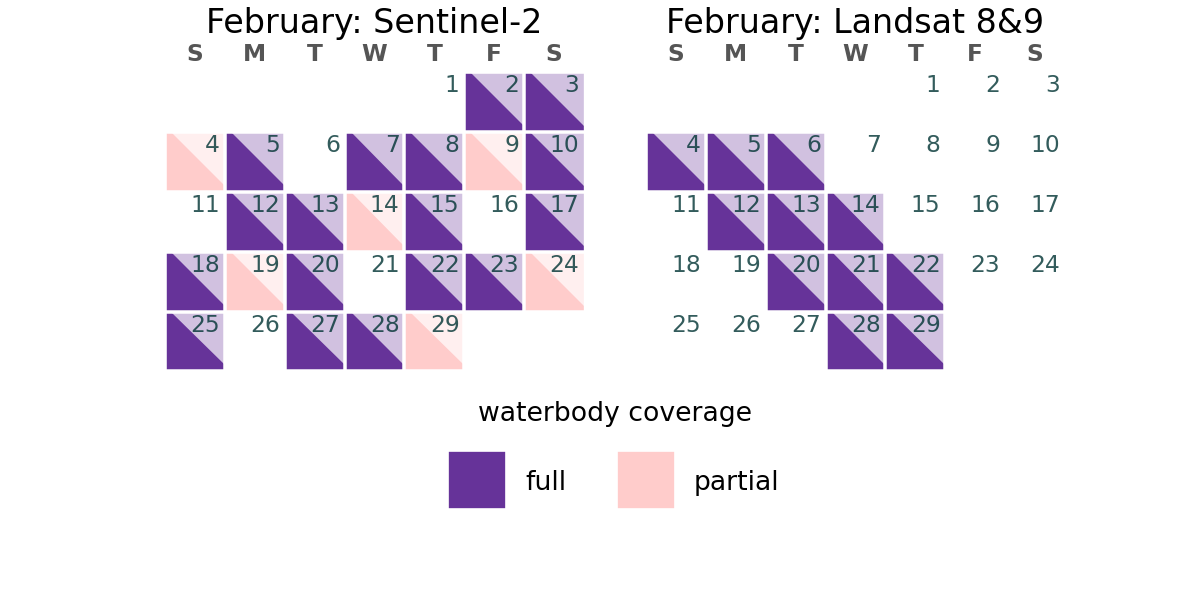 February: Sentinel-2
S M T W T F S
1 2 3
4 5 6 7 8 9 10
11 12 13 14 15 16 17
18 19 20 21 22 23 24
25 26 27 28 29
February: Landsat 8&9
S M T W T F S
1 2 3
4 5 6 7 8 9 10
11 12 13 14 15 16 17
18 19 20 21 22 23 24
25 26 27 28 29
waterbody coverage
full partial